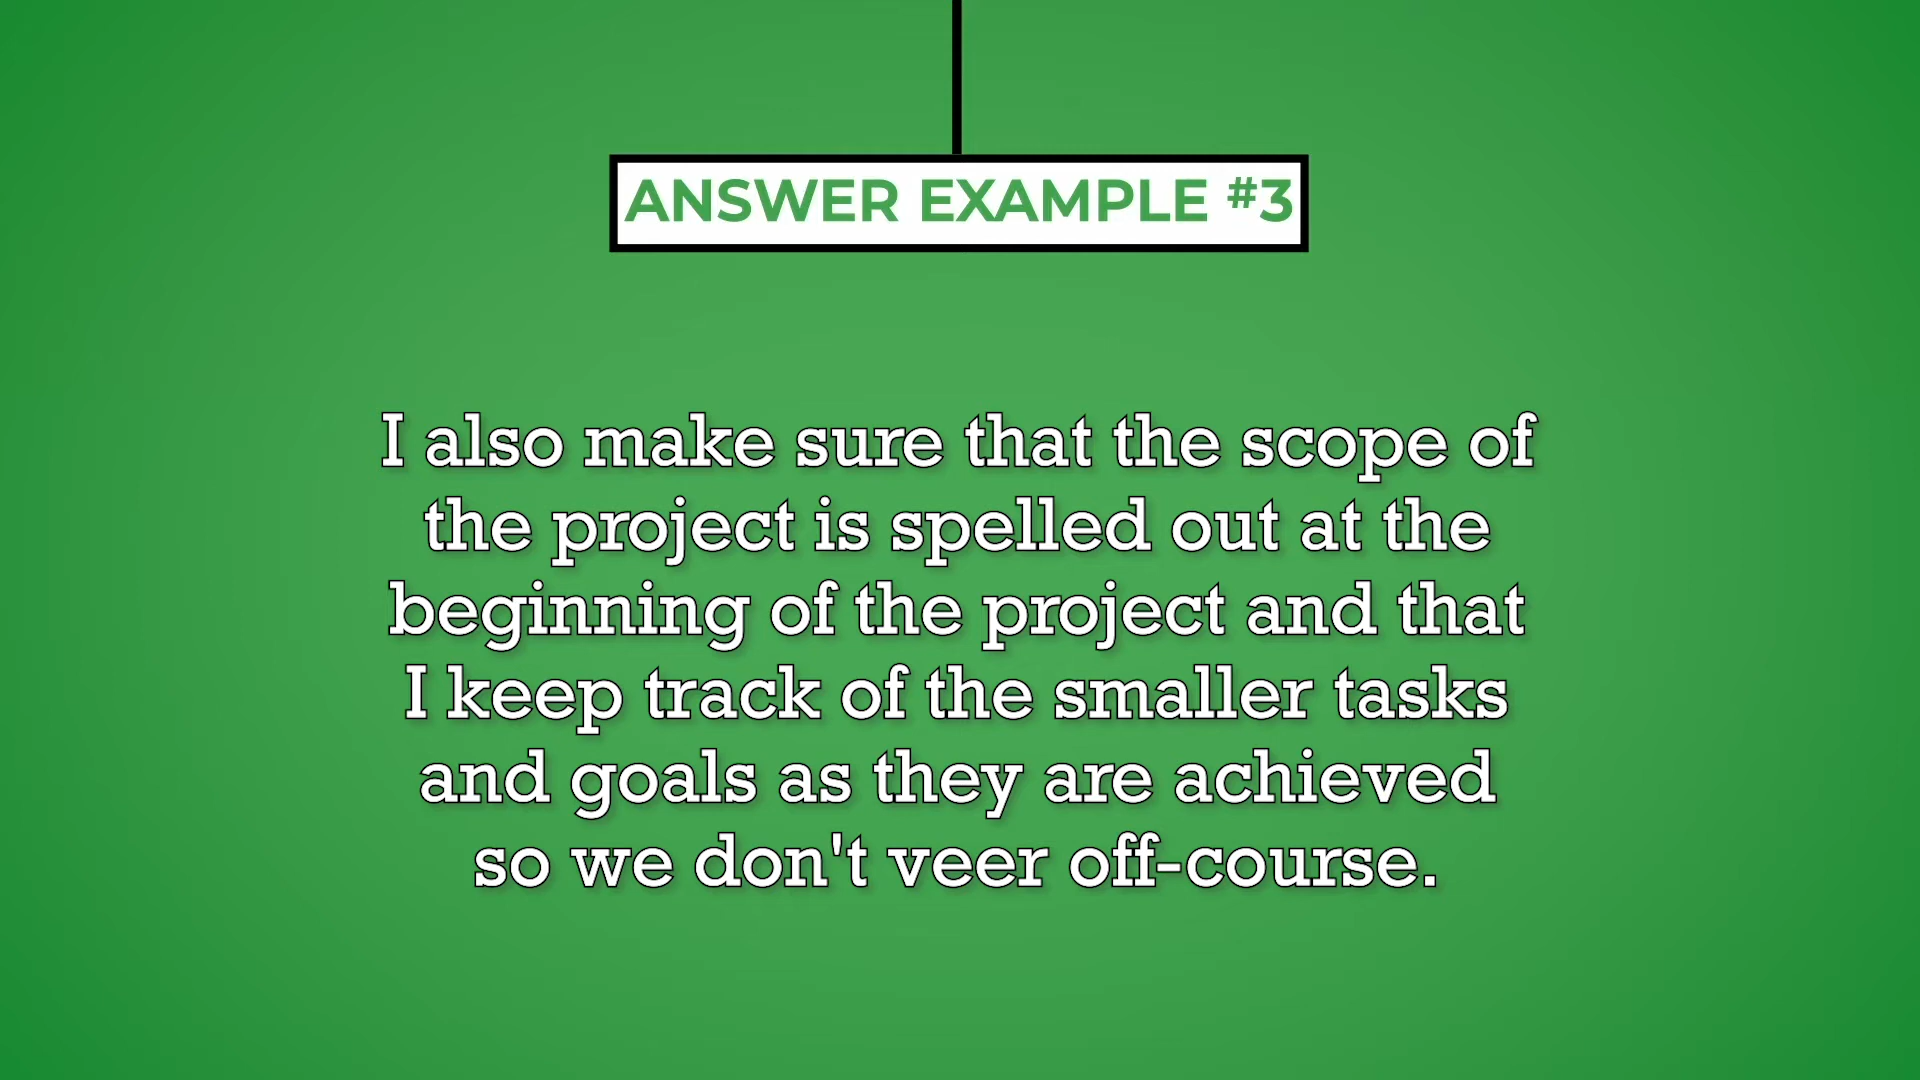 ANSWER EXAMPLE #3
I also make sure that the scope of
the project is spelled out at the
beginning of the project and that
I keep track of the smaller tasks
and goals as they are achieved
so we don't veer off-course.